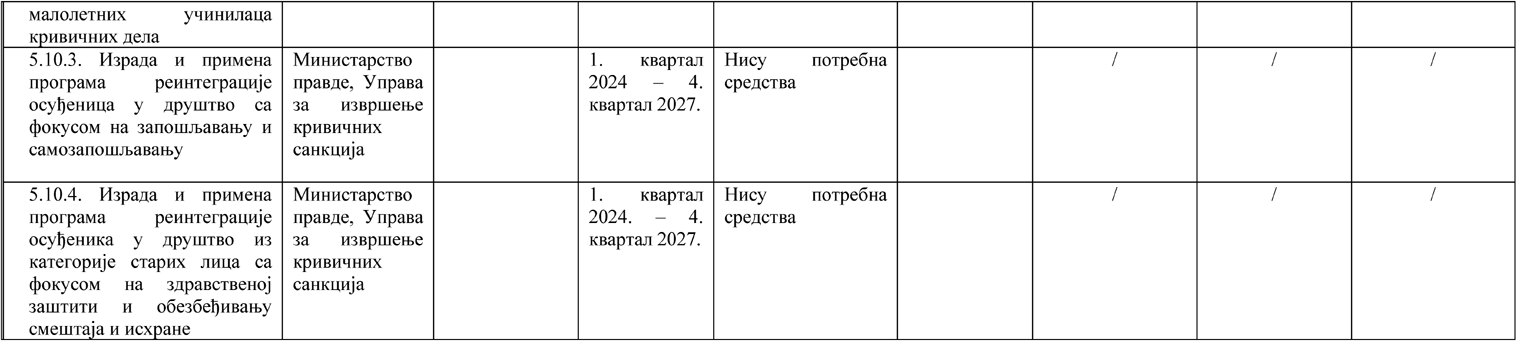 малолетних учинилаца
кривичних дела
5.10.3. Израда и примена
програма реинтеграције
осуђеница у друштво са
фокусом на запошљавању и
самозапошљавању
Министарство
правде, Управа
за извршење
кривичних
санкција
1. квартал
2024 – 4.
квартал 2027.
Нису потребна
средства
/
/
/
5.10.4. Израда и примена
програма реинтеграције
осуђеника у друштво из
категорије старих лица са
фокусом на здравственој
заштити и обезбеђивању
смештаја и исхране
Министарство
правде, Управа
за извршење
кривичних
санкција
1. квартал
2024. – 4.
квартал 2027.
Нису потребна
средства
/
/
/